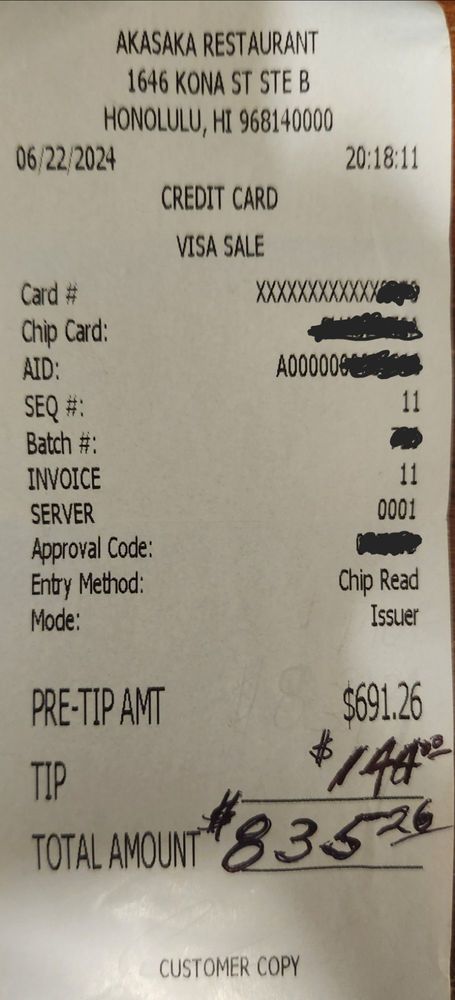 AKASAKA RESTAURANT
1646 KONA ST STE B
HONOLULU, HI 968140000
06/22/2024 20:18:11
CREDIT CARD
VISA SALE
Card # XXXXXXXXXXXX
Chip Card:
AID: A000000
SEQ #: 11
Batch #:
INVOICE 11
SERVER 0001
Approval Code:
Entry Method: Chip Read
Mode: Issuer
PRE-TIP AMT $691.26
TIP $144.00
TOTAL AMOUNT $835.26
CUSTOMER COPY